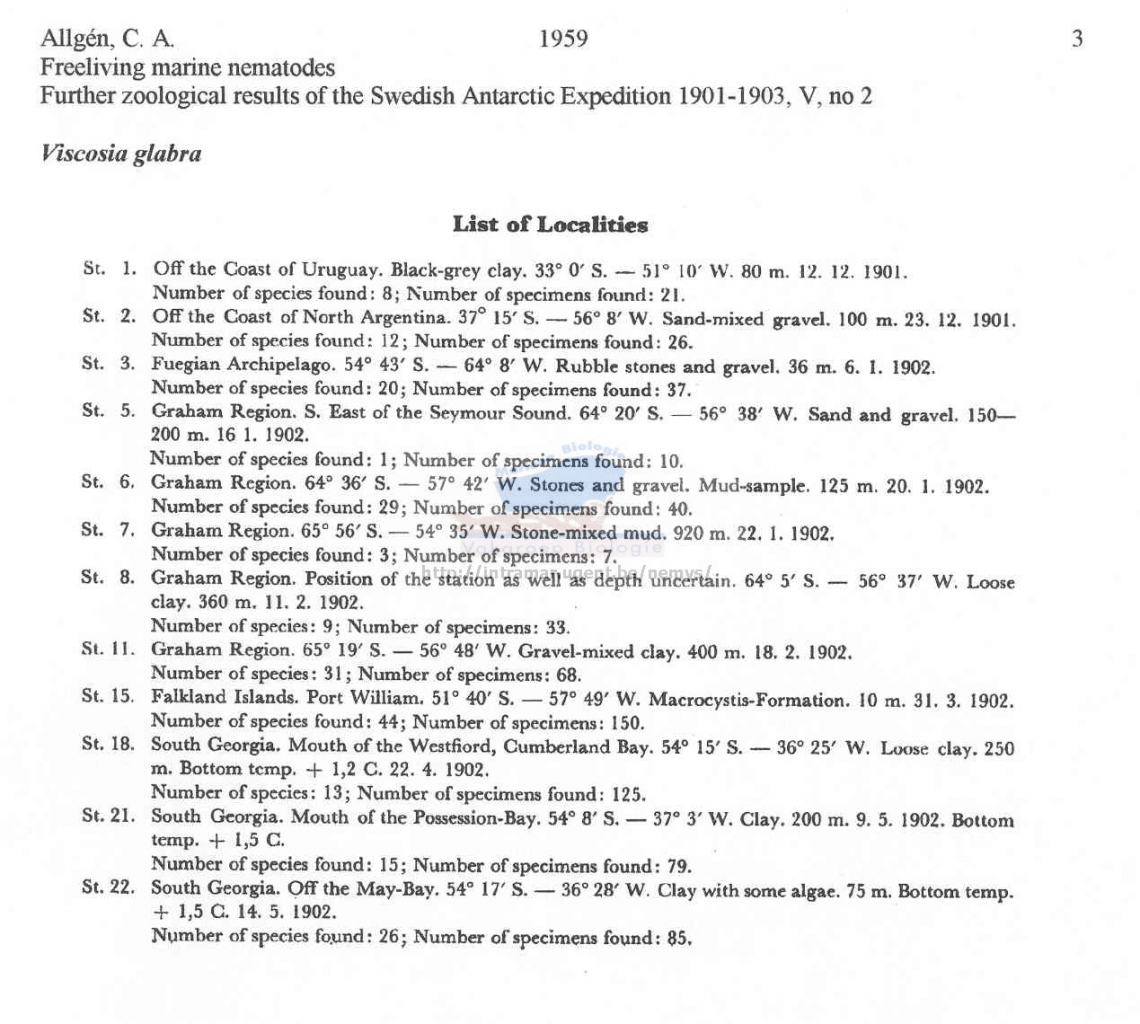 Allgén, C. A. 1959 3
Freeliving marine nematodes
Further zoological results of the Swedish Antarctic Expedition 1901-1903, V, no 2
Viscosia glabra
List of Localities
St. 1. Off the Coast of Uruguay. Black-grey clay. 33° 0′ S. — 51° 10′ W. 80 m. 12. 12. 1901.
Number of species found: 8; Number of specimens found: 21.
St. 2. Off the Coast of North Argentina. 37° 15′ S. — 56° 8′ W. Sand-mixed gravel. 100 m. 23. 12. 1901.
Number of species found: 12; Number of specimens found: 26.
St. 3. Fuegian Archipelago. 54° 43′ S. — 64° 8′ W. Rubble stones and gravel. 36 m. 6. 1. 1902.
Number of species found: 20; Number of specimens found: 37.
St. 5. Graham Region. S. East of the Seymour Sound. 64° 20′ S. — 56° 38′ W. Sand and gravel. 150—
200 m. 16 1. 1902.
Number of species found: 1; Number of specimens found: 10.
St. 6. Graham Region. 64° 36′ S. — 57° 42′ W. Stones and gravel. Mud-sample. 125 m. 20. 1. 1902.
Number of species found: 29; Number of specimens found: 40.
St. 7. Graham Region. 65° 56′ S. — 54° 35′ W. Stone-mixed mud. 920 m. 22. 1. 1902.
Number of species found: 3; Number of specimens: 7.
St. 8. Graham Region. Position of the station as well as depth uncertain. 64° 5′ S. — 56° 37′ W. Loose
clay. 360 m. 11. 2. 1902.
Number of species: 9; Number of specimens: 33.
St. 11. Graham Region. 65° 19′ S. — 56° 48′ W. Gravel-mixed clay. 400 m. 18. 2. 1902.
Number of species: 31; Number of specimens: 68.
St. 15. Falkland Islands. Port William. 51° 40′ S. — 57° 49′ W. Macrocystis-Formation. 10 m. 31. 3. 1902.
Number of species found: 44; Number of specimens: 150.
St. 18. South Georgia. Mouth of the Westfiord, Cumberland Bay. 54° 15′ S. — 36° 25′ W. Loose clay. 250
m. Bottom temp. + 1,2 C. 22. 4. 1902.
Number of species: 13; Number of specimens found: 125.
St. 21. South Georgia. Mouth of the Possession-Bay. 54° 8′ S. — 37° 3′ W. Clay. 200 m. 9. 5. 1902. Bottom
temp. + 1,5 C.
Number of species found: 15; Number of specimens found: 79.
St. 22. South Georgia. Off the May-Bay. 54° 17′ S. — 36° 28′ W. Clay with some algae. 75 m. Bottom temp.
+ 1,5 C. 14. 5. 1902.
Number of species found: 26; Number of specimens found: 85.
Biologie
http://intramar.ugent.be/nemys/